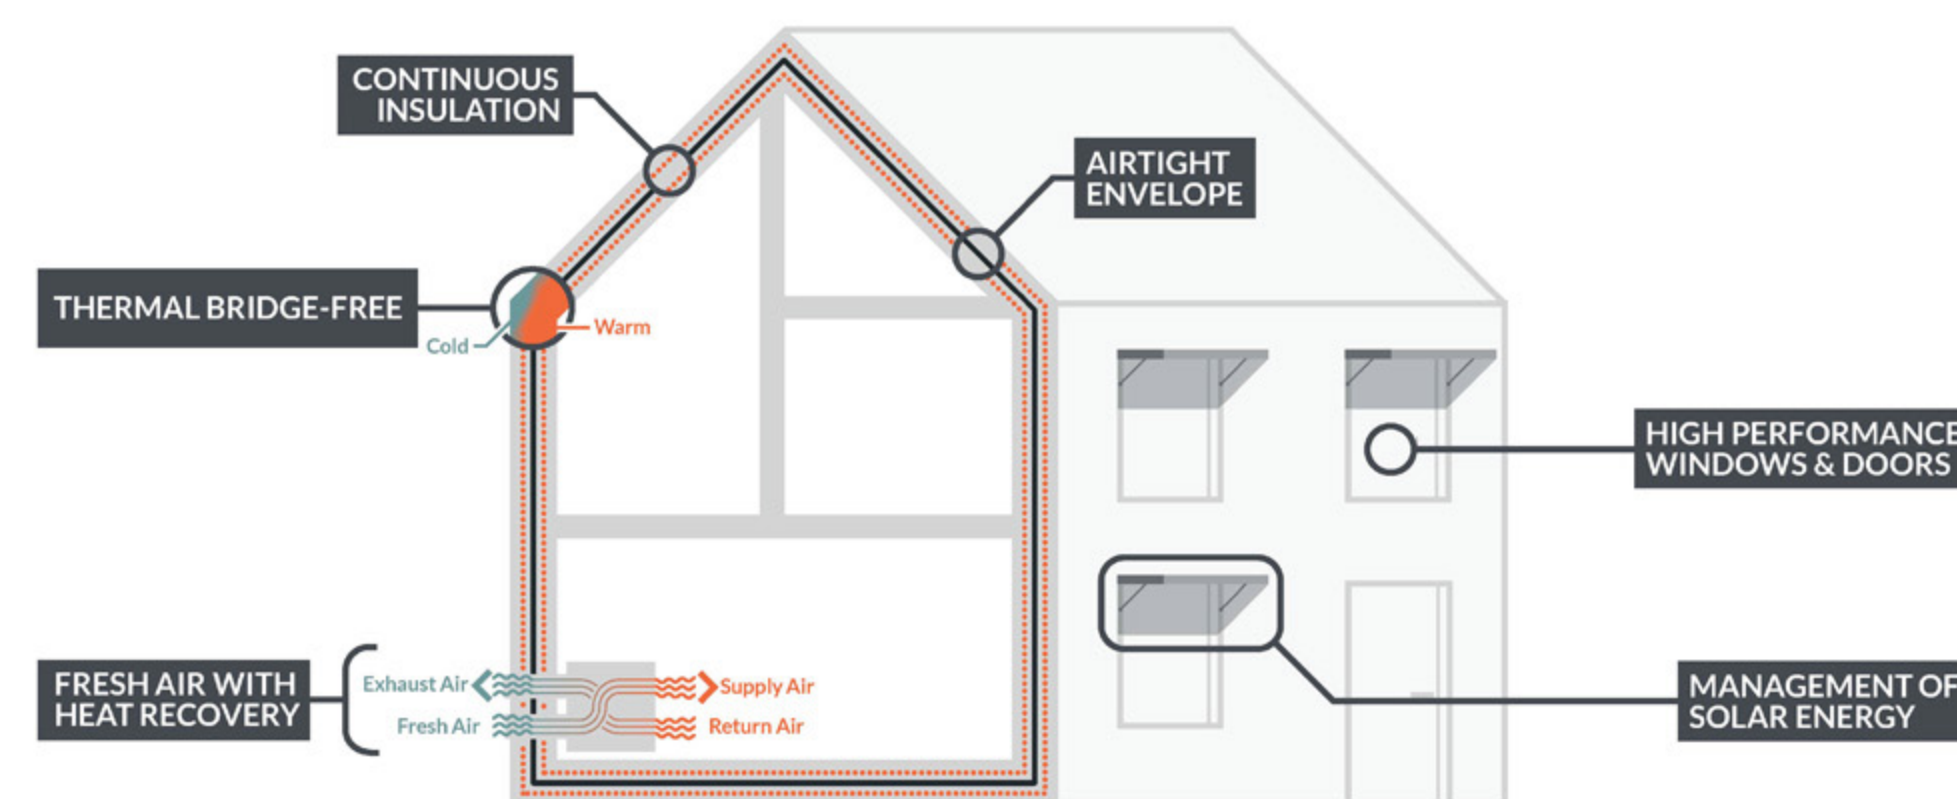 CONTINUOUS
INSULATION
AIRTIGHT
ENVELOPE
THERMAL BRIDGE-FREE
Cold
Warm
HIGH PERFORMANCE
WINDOWS & DOORS
FRESH AIR WITH
HEAT RECOVERY
Exhaust Air
Supply Air
Fresh Air
Return Air
MANAGEMENT OF
SOLAR ENERGY